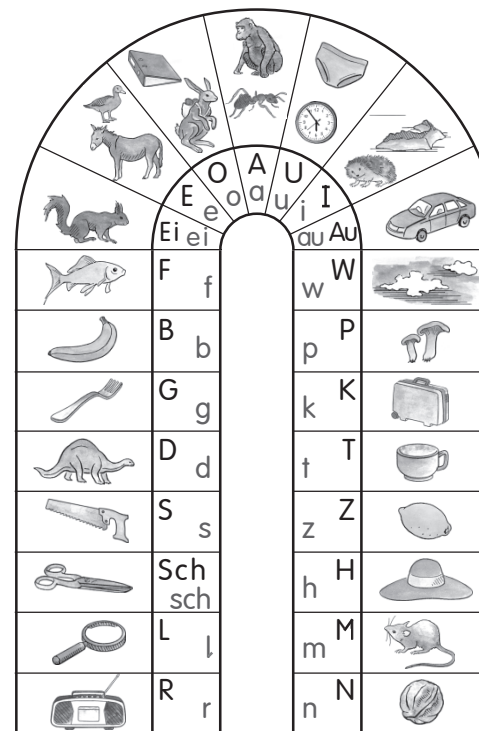 A a
O o
U u
E e
I i
Ei ei
au Au
F f
w W
B b
p P
G g
k K
D d
t T
S s
z Z
Sch
sch
h H
L l
m M
R r
n N